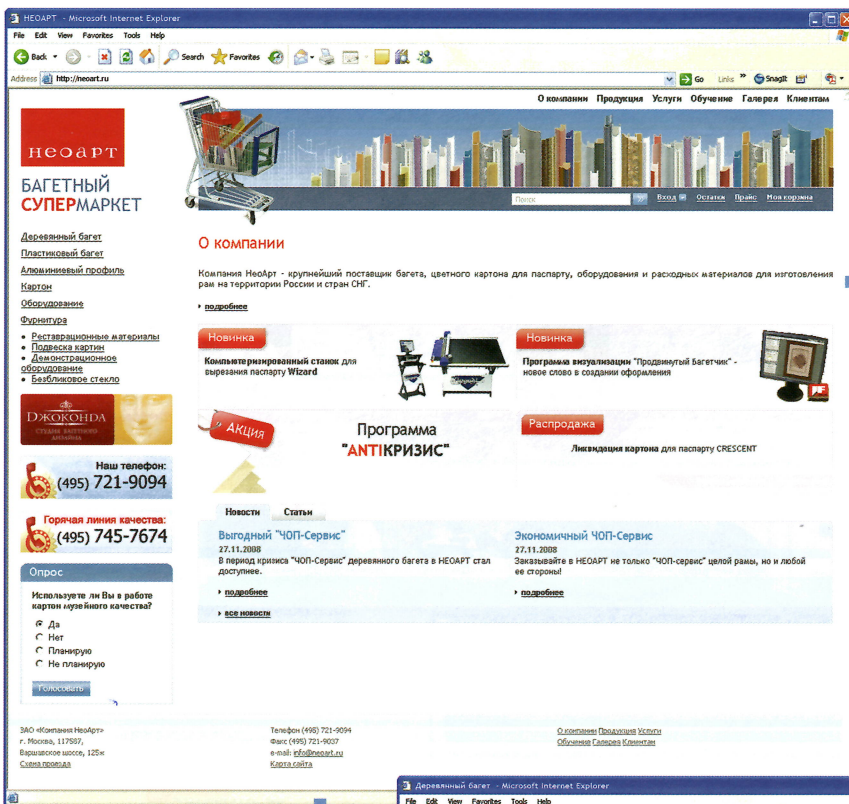 НЕОАРТ - Microsoft Internet Explorer
File Edit View Favorites Tools Help
Back Search Favorites
Address http://neoart.ru Go Links SnagIt
О компании Продукция Услуги Обучение Галерея Клиентам
неоарт
БАГЕТНЫЙ
СУПЕРМАРКЕТ
Поиск Вход Остатки Прайс Моя корзина
Деревянный багет
Пластиковый багет
Алюминиевый профиль
Картон
Оборудование
Фурнитура
• Реставрационные материалы
• Подвеска картин
• Демонстрационное
оборудование
• Безбликовое стекло
ДЖОКОНДА
СТУДИЯ БАГЕТНОГО
ДИЗАЙНА
Наш телефон:
(495) 721-9094
Горячая линия качества:
(495) 745-7674
Опрос
Используете ли Вы в работе
картон музейного качества?
Да
Нет
Планирую
Не планирую
Голосовать
О компании
Компания НеоАрт - крупнейший поставщик багета, цветного картона для паспарту, оборудования и расходных материалов для изготовления
рам на территории России и стран СНГ.
подробнее
Новинка
Компьютеризированный станок для
вырезания паспарту Wizard
Новинка
Программа визуализации "Продвинутый Багетчик" -
новое слово в создании оформления
АКЦИЯ
Программа
"ANTIКРИЗИС"
Распродажа
Ликвидация картона для паспарту CRESCENT
Новости Статьи
Выгодный "ЧОП-Сервис"
27.11.2008
В период кризиса "ЧОП-Сервис" деревянного багета в НЕОАРТ стал
доступнее.
подробнее
все новости
Экономичный ЧОП-Сервис
27.11.2008
Заказывайте в НЕОАРТ не только "ЧОП-сервис" целой рамы, но и любой
ее стороны!
подробнее
ЗАО «Компания НеоАрт»
г. Москва, 117587,
Варшавское шоссе, 125ж
Схема проезда
Телефон (495) 721-9094
Факс (495) 721-9037
e-mail: info@neoart.ru
Карта сайта
О компании Продукция Услуги
Обучение Галерея Клиентам
Деревянный багет - Microsoft Internet Explorer
File Edit View Favorites Tools Help